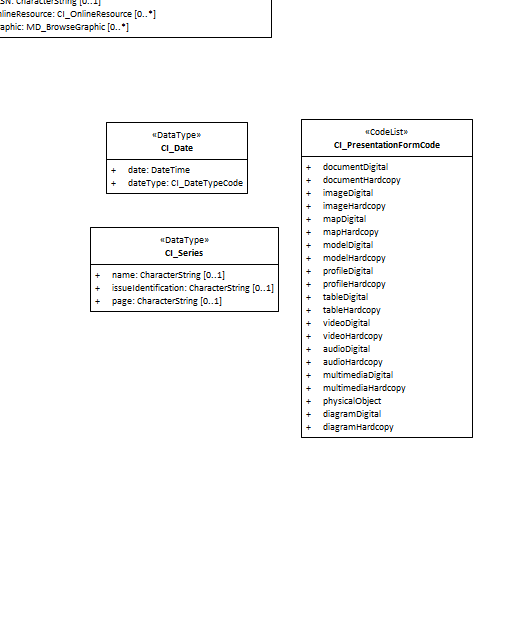 SN: CharacterString [0..1]
nlineResource: CI_OnlineResource [0..*]
aphic: MD_BrowseGraphic [0..*]
«DataType»
CI_Date
+ date: DateTime
+ dateType: CI_DateTypeCode
«DataType»
CI_Series
+ name: CharacterString [0..1]
+ issueIdentification: CharacterString [0..1]
+ page: CharacterString [0..1]
«CodeList»
CI_PresentationFormCode
+ documentDigital
+ documentHardcopy
+ imageDigital
+ imageHardcopy
+ mapDigital
+ mapHardcopy
+ modelDigital
+ modelHardcopy
+ profileDigital
+ profileHardcopy
+ tableDigital
+ tableHardcopy
+ videoDigital
+ videoHardcopy
+ audioDigital
+ audioHardcopy
+ multimediaDigital
+ multimediaHardcopy
+ physicalObject
+ diagramDigital
+ diagramHardcopy